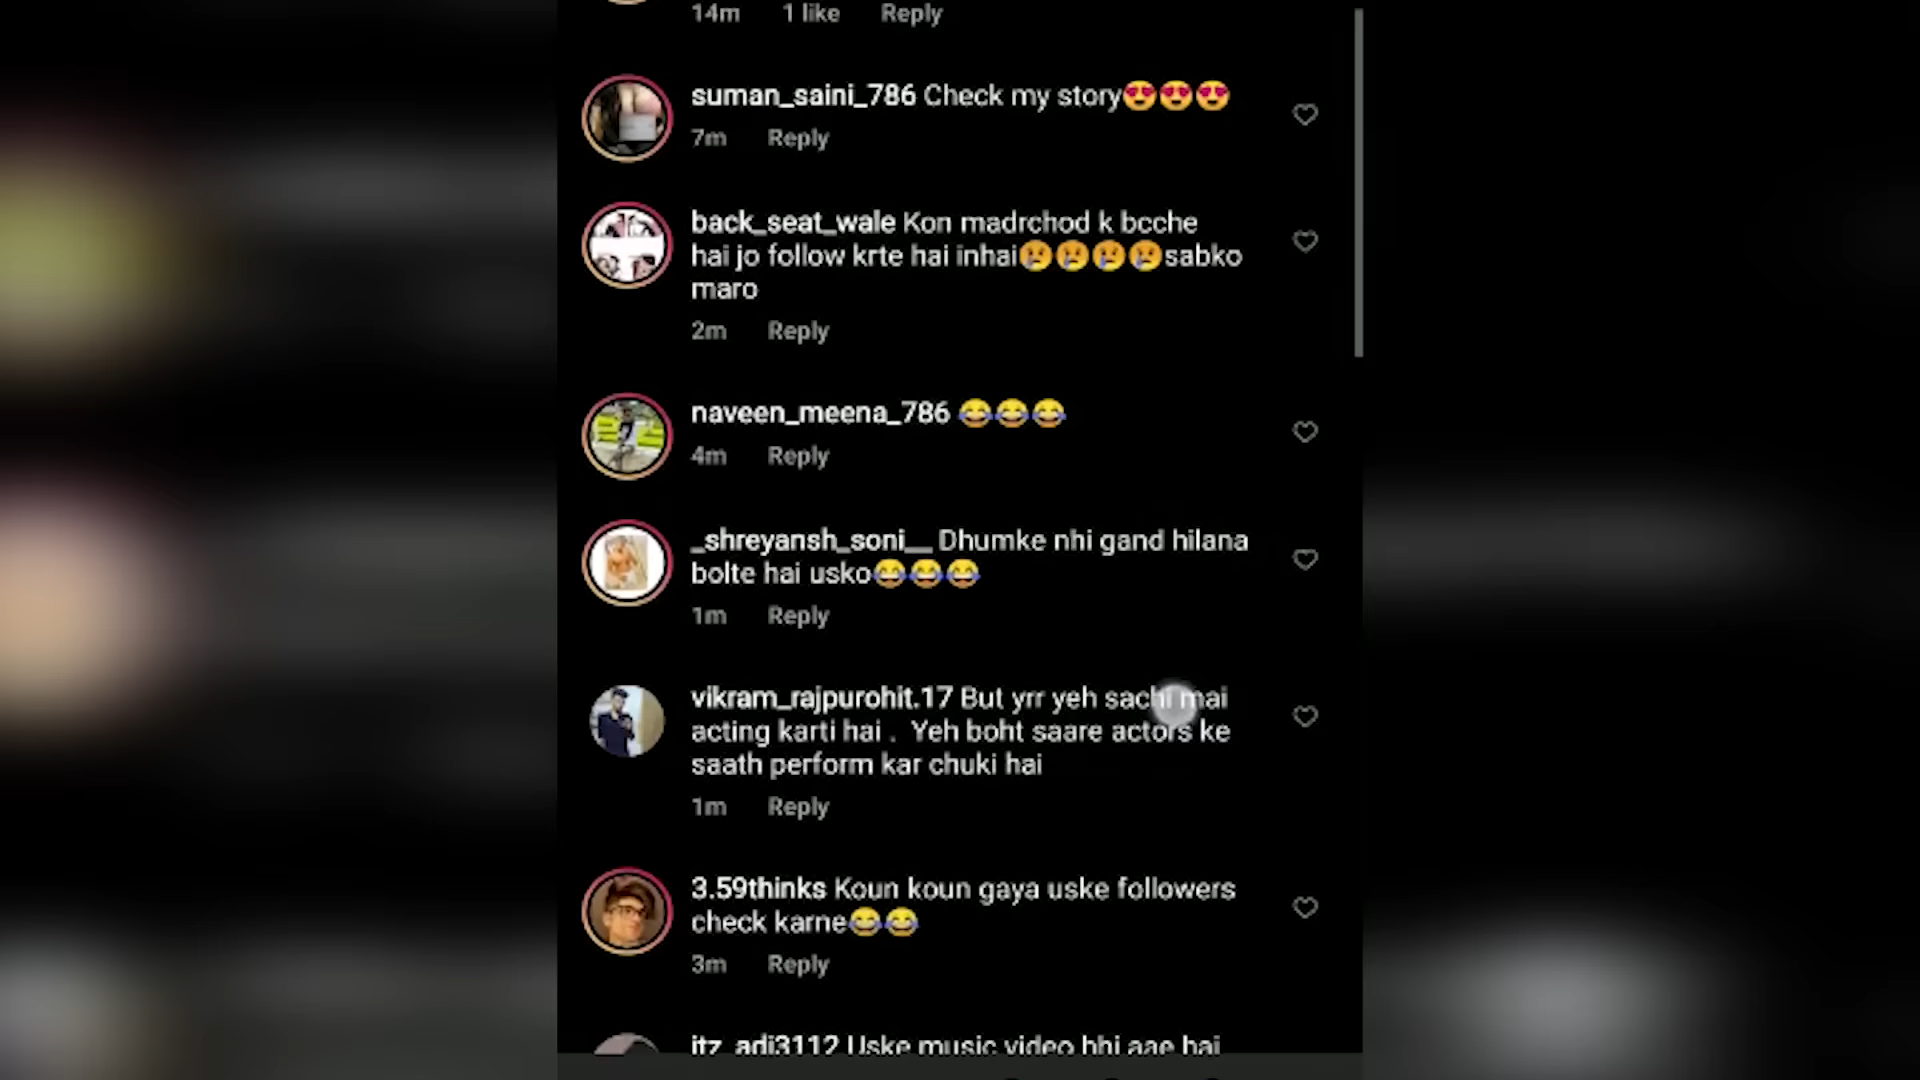 14m 1 like Reply
suman_saini_786 Check my story😍😍😍
7m Reply
back_seat_wale Kon madrchod k bcche
hai jo follow krte hai inhai😢😢😢😢sabko
maro
2m Reply
naveen_meena_786 😂😂😂
4m Reply
_shreyansh_soni__ Dhumke nhi gand hilana
bolte hai usko😂😂😂
1m Reply
vikram_rajpurohit.17 But yrr yeh sachi mai
acting karti hai . Yeh boht saare actors ke
saath perform kar chuki hai
1m Reply
3.59thinks Koun koun gaya uske followers
check karne😂😂
3m Reply
itz_adi3112 Uske music video bhi aae hai